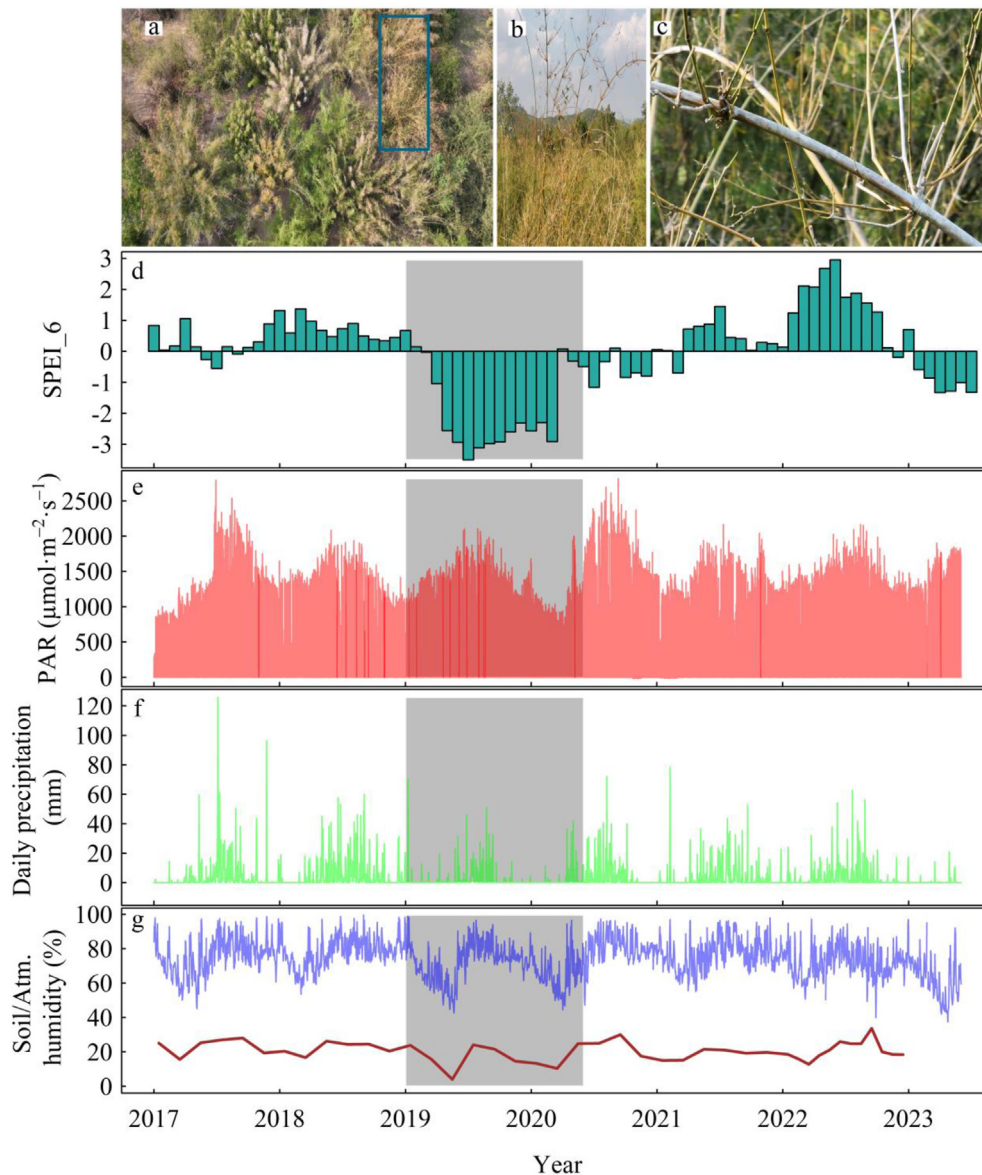 a
b
c
d
3
2
1
0
-1
-2
-3
SPEI_6
e
2500
2000
1500
1000
500
0
PAR (μmol·m⁻²·s⁻¹)
f
120
100
80
60
40
20
0
Daily precipitation
(mm)
g
100
80
60
40
20
0
Soil/Atm.
humidity (%)
2017 2018 2019 2020 2021 2022 2023
Year